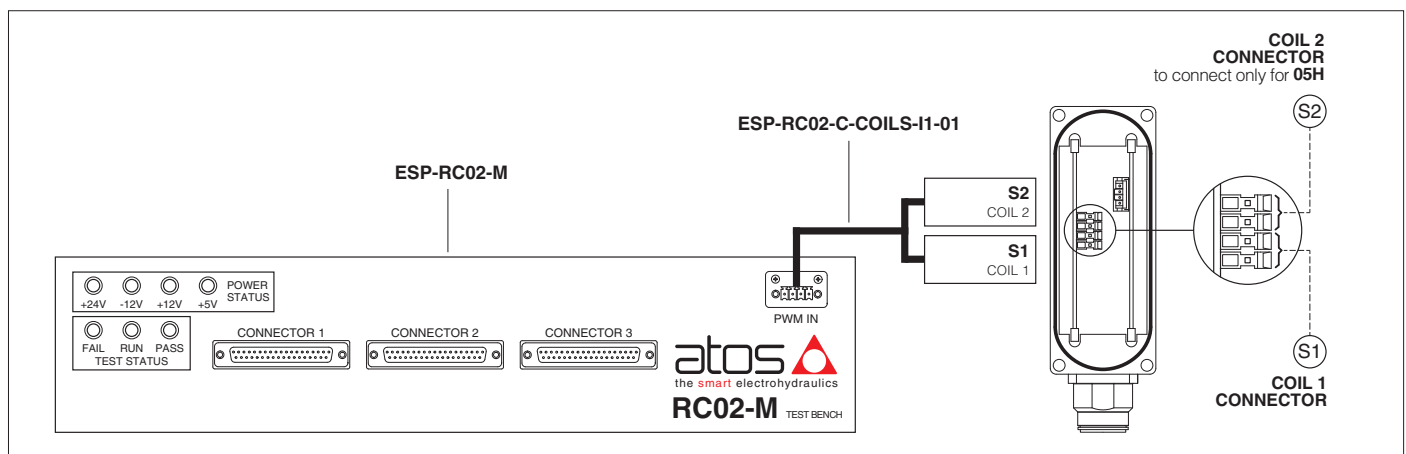 COIL 2
CONNECTOR
to connect only for 05H
S2
ESP-RC02-C-COILS-I1-01
ESP-RC02-M
S2
COIL 2
S1
COIL 1
+24V -12V +12V +5V
POWER
STATUS
FAIL RUN PASS
TEST STATUS
CONNECTOR 1
CONNECTOR 2
CONNECTOR 3
PWM IN
atos
the smart electrohydraulics
RC02-M TEST BENCH
S1
COIL 1
CONNECTOR